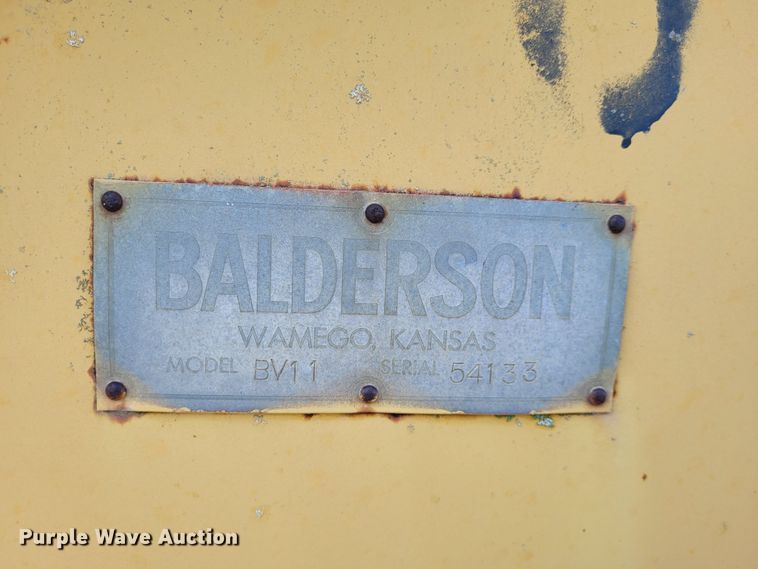 BALDERSON
WAMEGO, KANSAS
MODEL BV11 SERIAL 54133
Purple Wave Auction